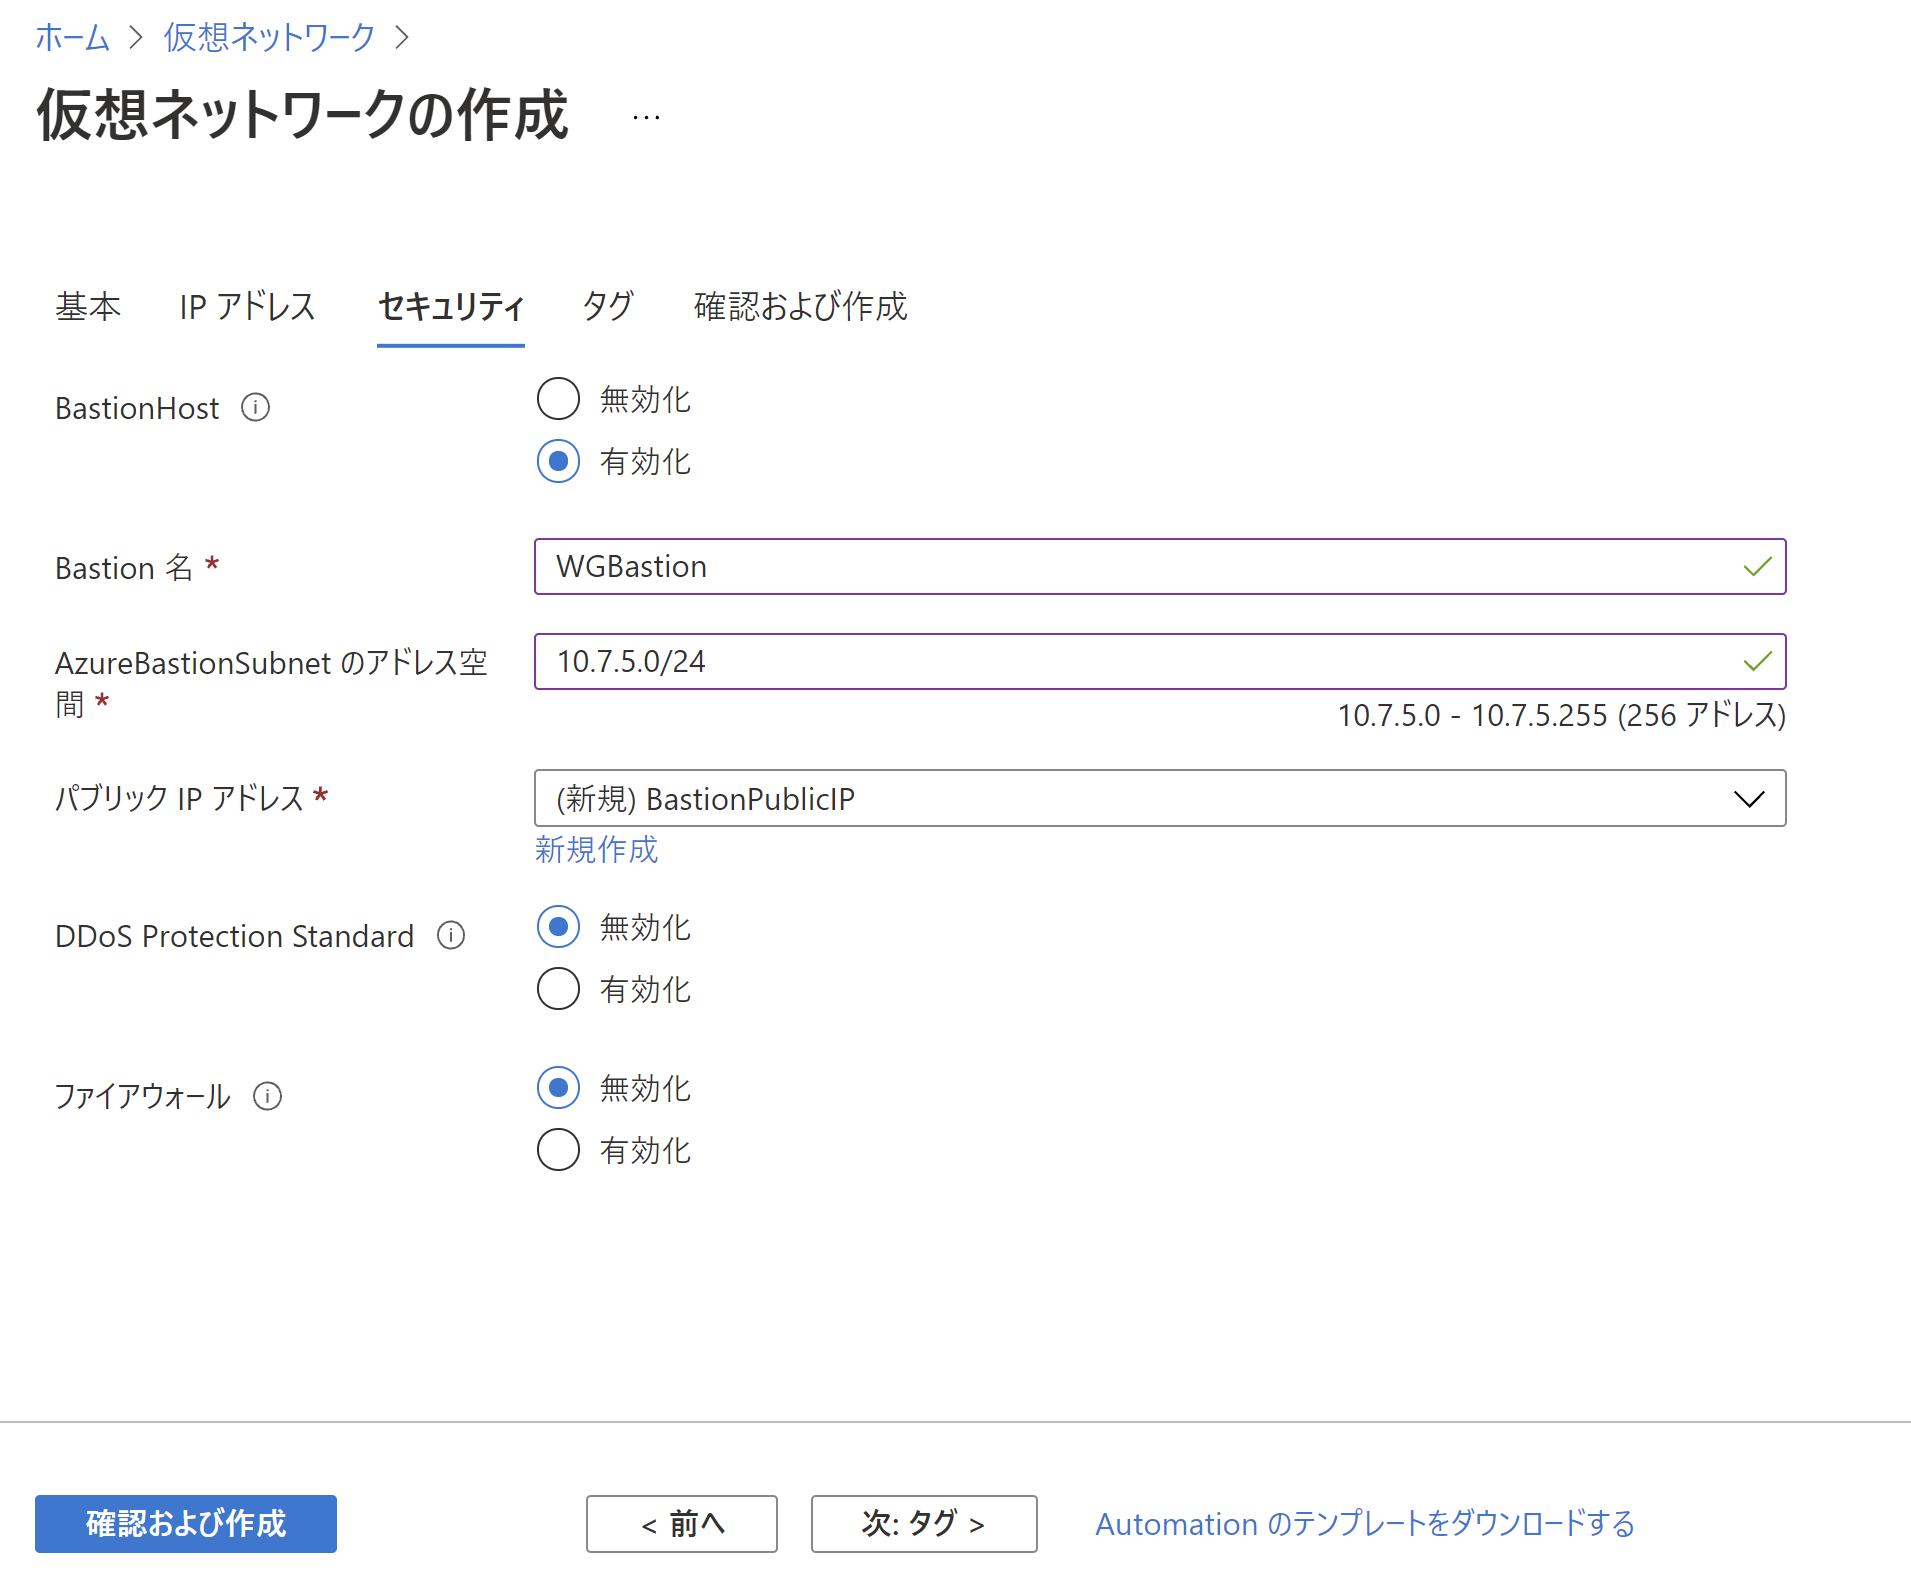 ホーム > 仮想ネットワーク >
仮想ネットワークの作成 ...
基本 IP アドレス セキュリティ タグ 確認および作成
BastionHost
無効化
有効化
Bastion 名 *
WGBastion
AzureBastionSubnet のアドレス空
間 *
10.7.5.0/24
10.7.5.0 - 10.7.5.255 (256 アドレス)
パブリック IP アドレス *
(新規) BastionPublicIP
新規作成
DDoS Protection Standard
無効化
有効化
ファイアウォール
無効化
有効化
確認および作成
< 前へ
次: タグ >
Automation のテンプレートをダウンロードする